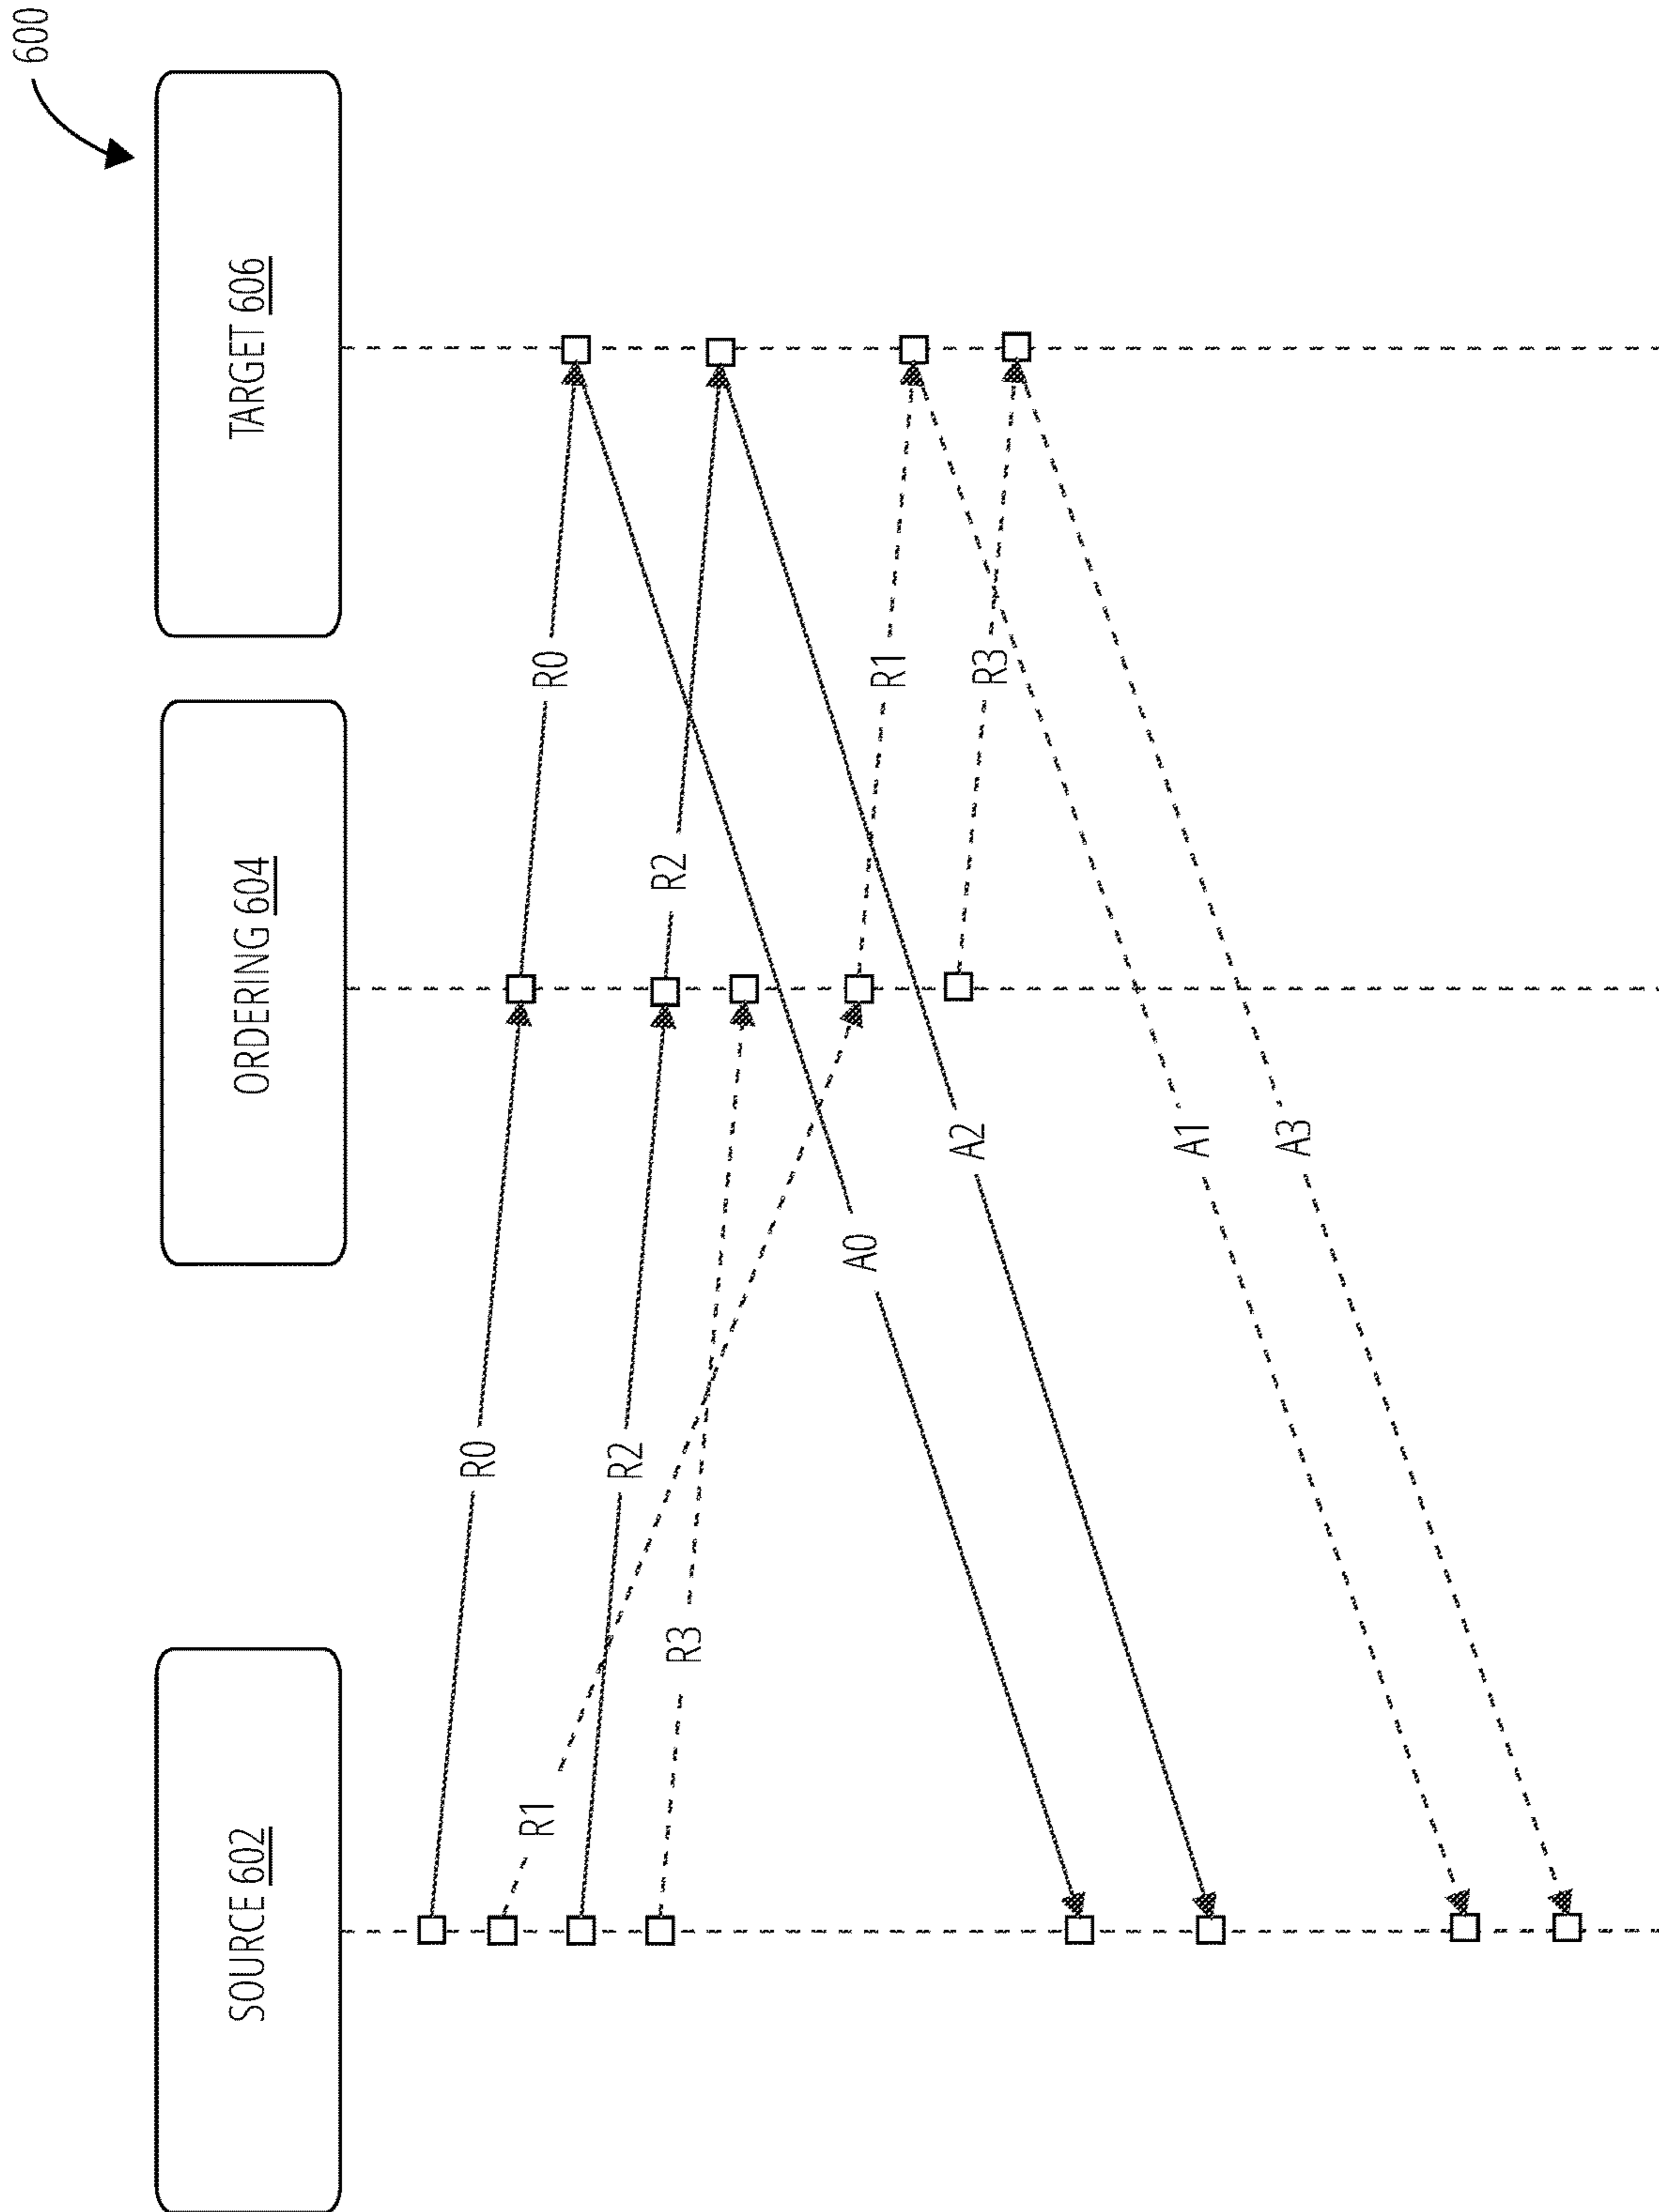 600
SOURCE 602
ORDERING 604
TARGET 606
R0
R0
R1
R2
R2
R3
R1
R3
A0
A2
A1
A3